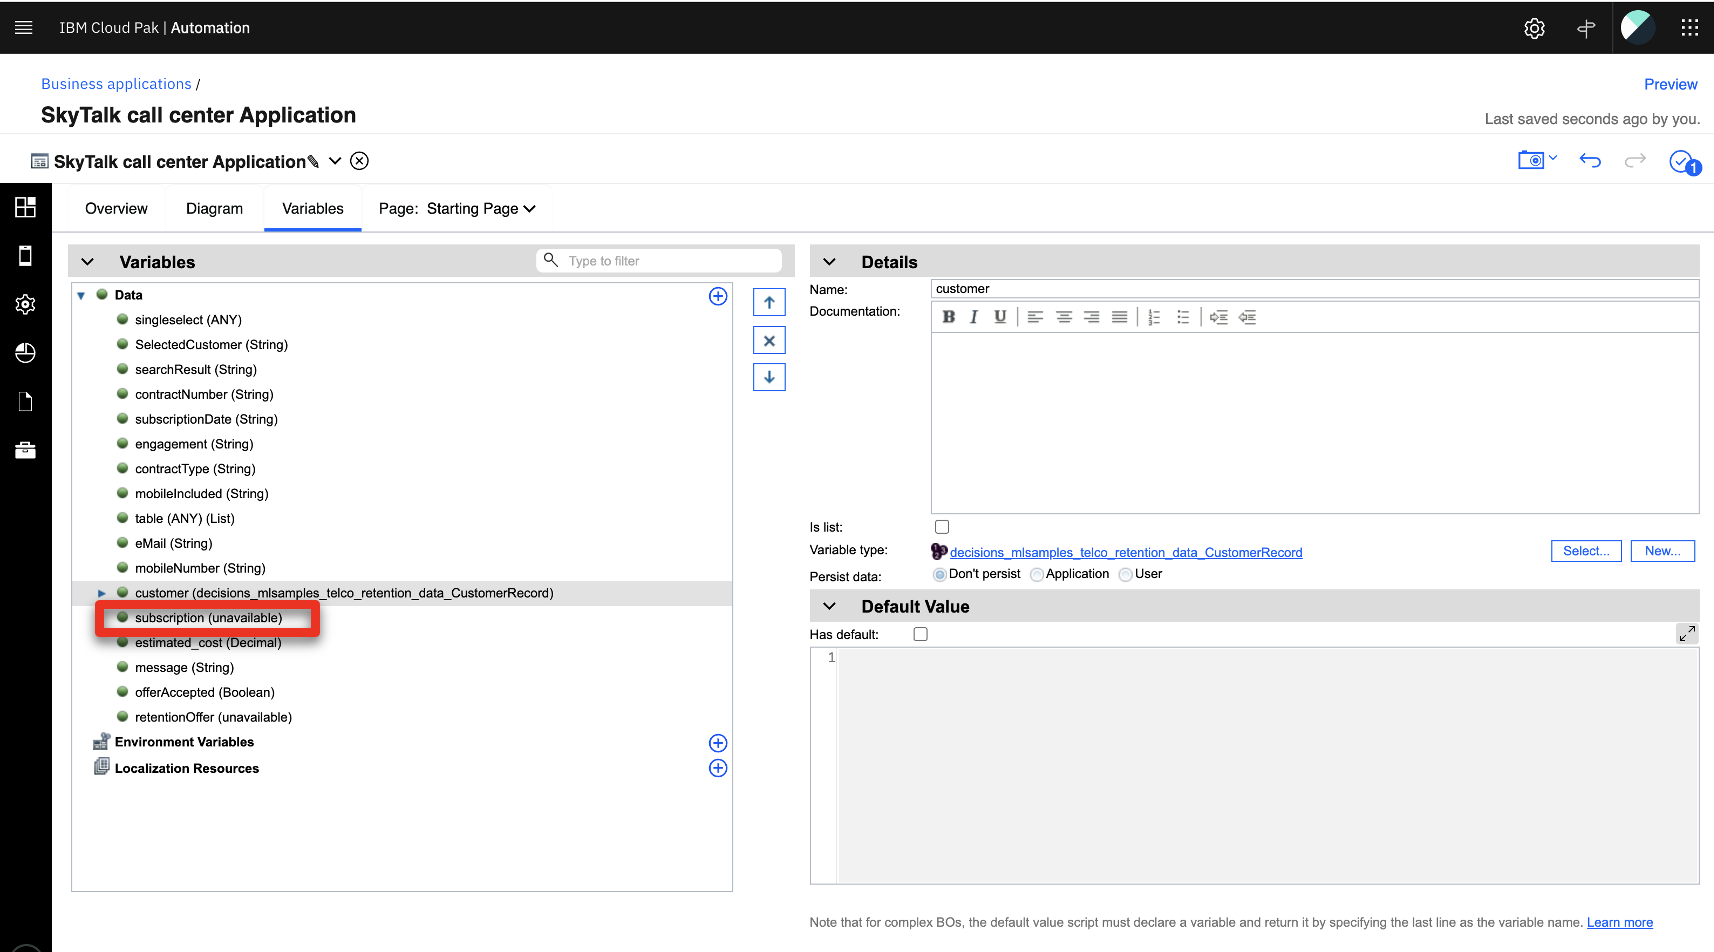 IBM Cloud Pak | Automation
Business applications /
Preview
SkyTalk call center Application
Last saved seconds ago by you.
SkyTalk call center Application
1
Overview
Diagram
Variables
Page: Starting Page
Variables
Type to filter
Data
singleselect (ANY)
SelectedCustomer (String)
searchResult (String)
contractNumber (String)
subscriptionDate (String)
engagement (String)
contractType (String)
mobileIncluded (String)
table (ANY) (List)
eMail (String)
mobileNumber (String)
customer (decisions_mlsamples_telco_retention_data_CustomerRecord)
subscription (unavailable)
estimated_cost (Decimal)
message (String)
offerAccepted (Boolean)
retentionOffer (unavailable)
Environment Variables
Localization Resources
Details
Name: customer
Documentation:
B I U
Is list:
Variable type: decisions_mlsamples_telco_retention_data_CustomerRecord Select... New...
Persist data: Don't persist Application User
Default Value
Has default:
1
Note that for complex BOs, the default value script must declare a variable and return it by specifying the last line as the variable name. Learn more